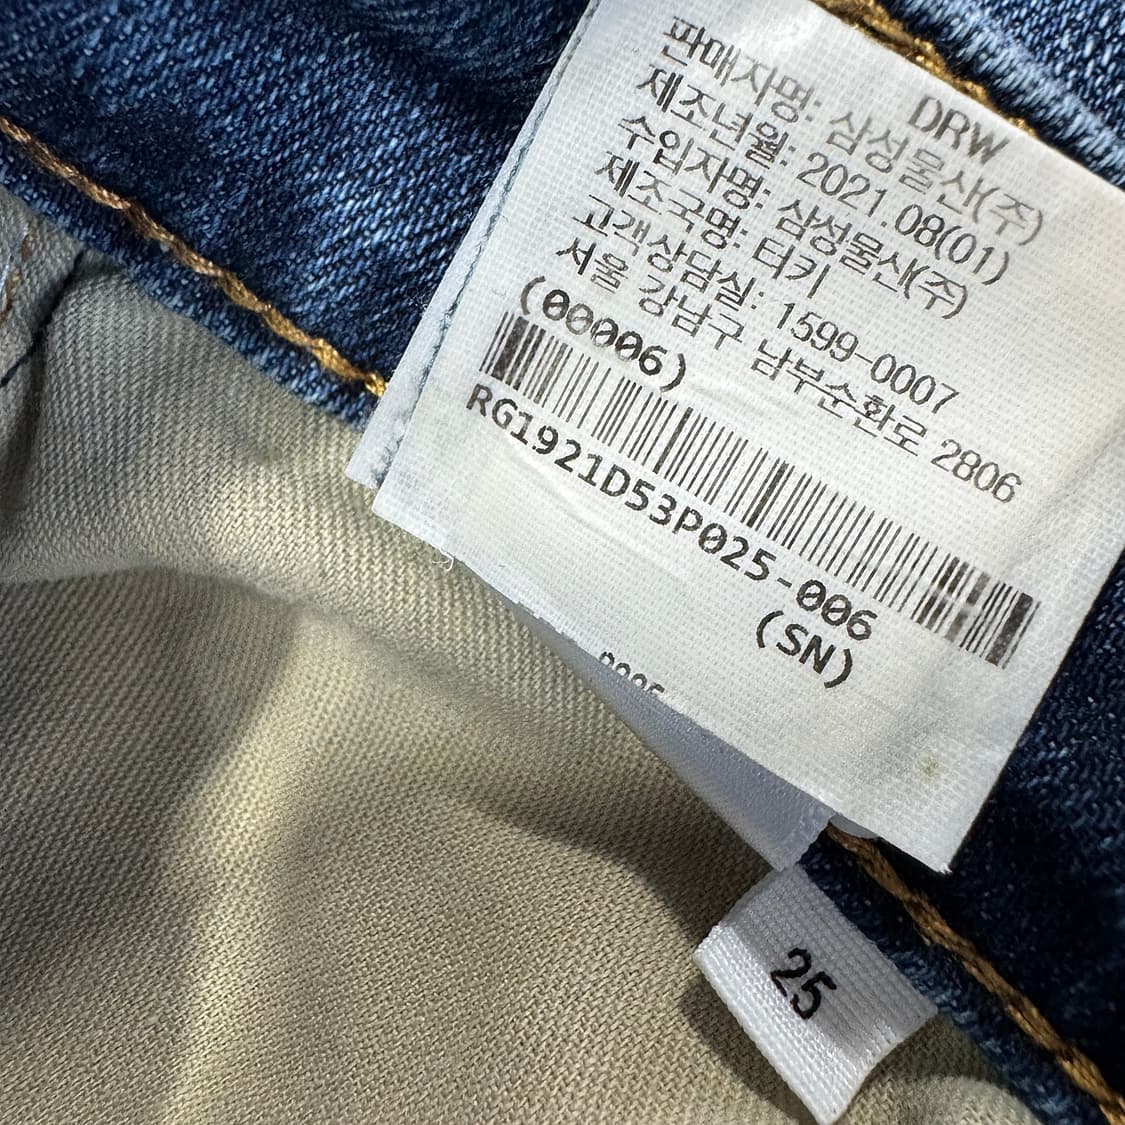 DRW
판매자명: 삼성물산(주)
제조년월: 2021.08(01)
수입자명: 삼성물산(주)
제조국명: 터키
고객상담실: 1599-0007
서울 강남구 남부순환로 2806
(00006)
RG1921D53P025-006
(SN)
25